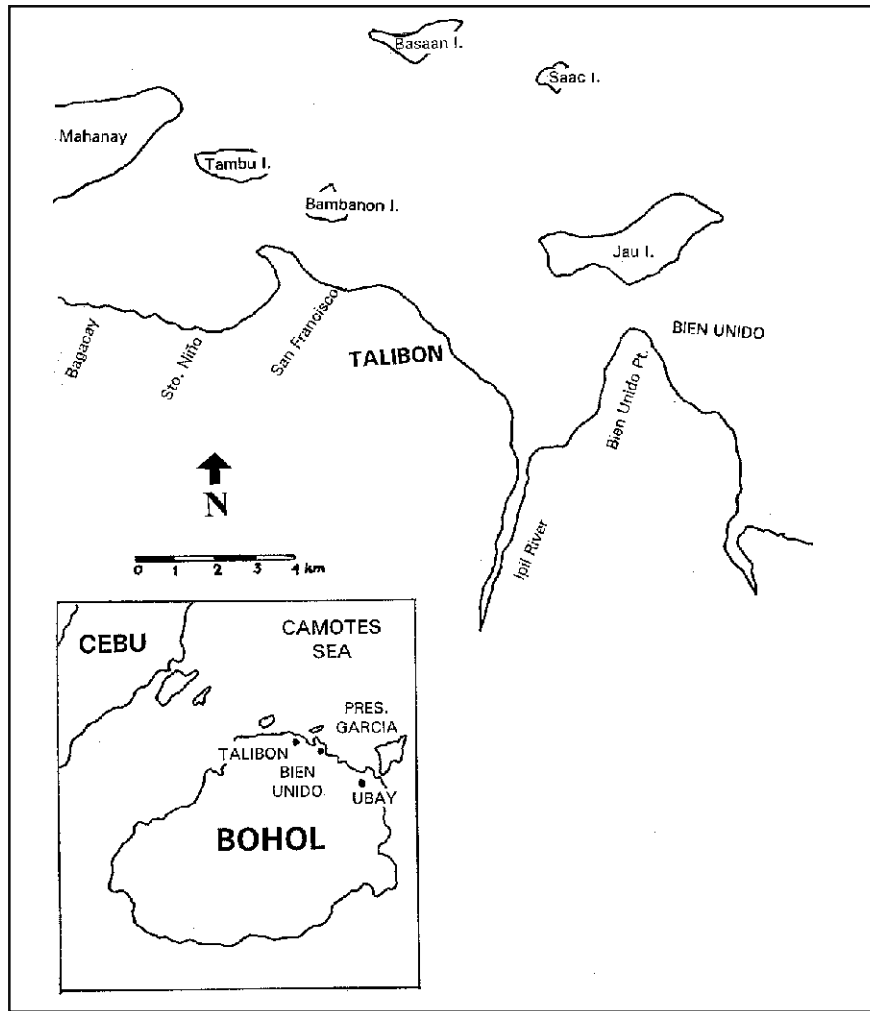 Basaan I.
Saac I.
Mahanay
Tambu I.
Bambanon I.
Jau I.
BIEN UNIDO
Bagacay
Sto. Niño
San Francisco
TALIBON
Bien Unido Pt.
N
Ipil River
0 1 2 3 4 km
CEBU
CAMOTES
SEA
PRES.
GARCIA
TALIBON
BIEN
UNIDO
UBAY
BOHOL